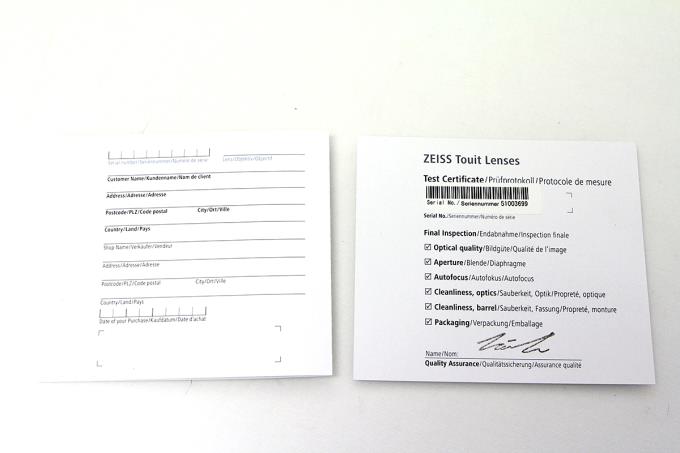 Serial number/Seriennummer/Numéro de série
Lens/Objektiv/Objectif
Customer Name/Kundenname/Nom de client
Address/Adresse/Adresse
Postcode/PLZ/Code postal
City/Ort/Ville
Country/Land/Pays
Shop Name/Verkäufer/Vendeur
Address/Adresse/Adresse
Postcode/PLZ/Code postal
City/Ort/Ville
Country/Land/Pays
Date of your Purchase/Kaufdatum/Date d'achat
ZEISS Touit Lenses
Test Certificate/Prüfprotokoll/Protocole de mesure
Serial No./ Seriennummer 51003699
Serial No./Seriennummer/Numéro de série
Final Inspection/Endabnahme/Inspection finale
Optical quality/Bildgüte/Qualité de l'image
Aperture/Blende/Diaphragme
Autofocus/Autofokus/Autofocus
Cleanliness, optics/Sauberkeit, Optik/Propreté, optique
Cleanliness, barrel/Sauberkeit, Fassung/Propreté, monture
Packaging/Verpackung/Emballage
Name/Nom:
Quality Assurance/Qualitätssicherung/Assurance qualité